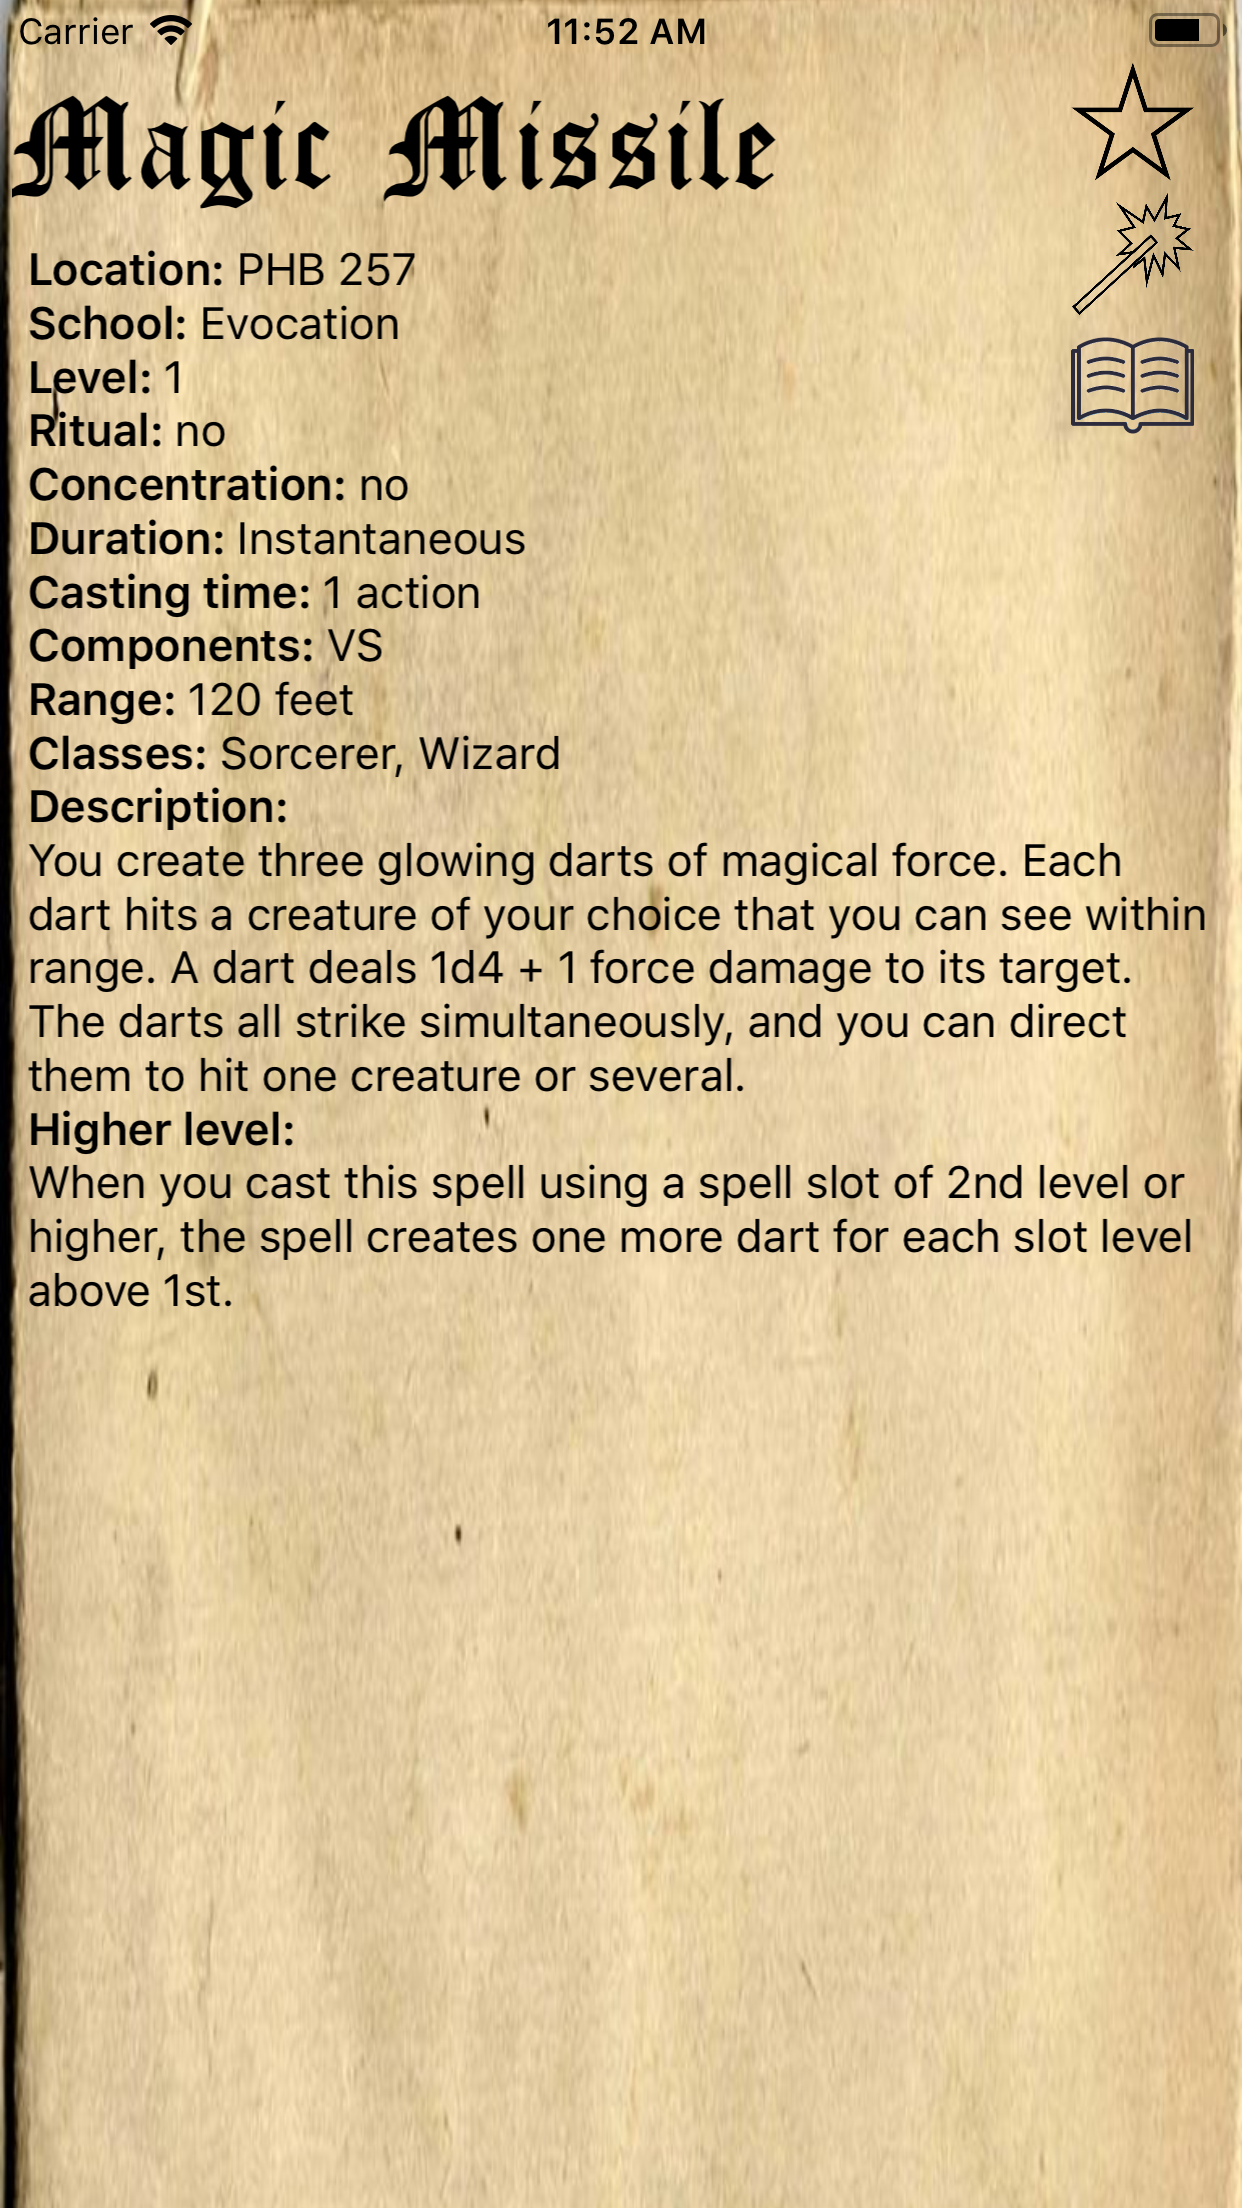 Carrier 11:52 AM
Magic Missile
Location: PHB 257
School: Evocation
Level: 1
Ritual: no
Concentration: no
Duration: Instantaneous
Casting time: 1 action
Components: VS
Range: 120 feet
Classes: Sorcerer, Wizard
Description:
You create three glowing darts of magical force. Each
dart hits a creature of your choice that you can see within
range. A dart deals 1d4 + 1 force damage to its target.
The darts all strike simultaneously, and you can direct
them to hit one creature or several.
Higher level:
When you cast this spell using a spell slot of 2nd level or
higher, the spell creates one more dart for each slot level
above 1st.